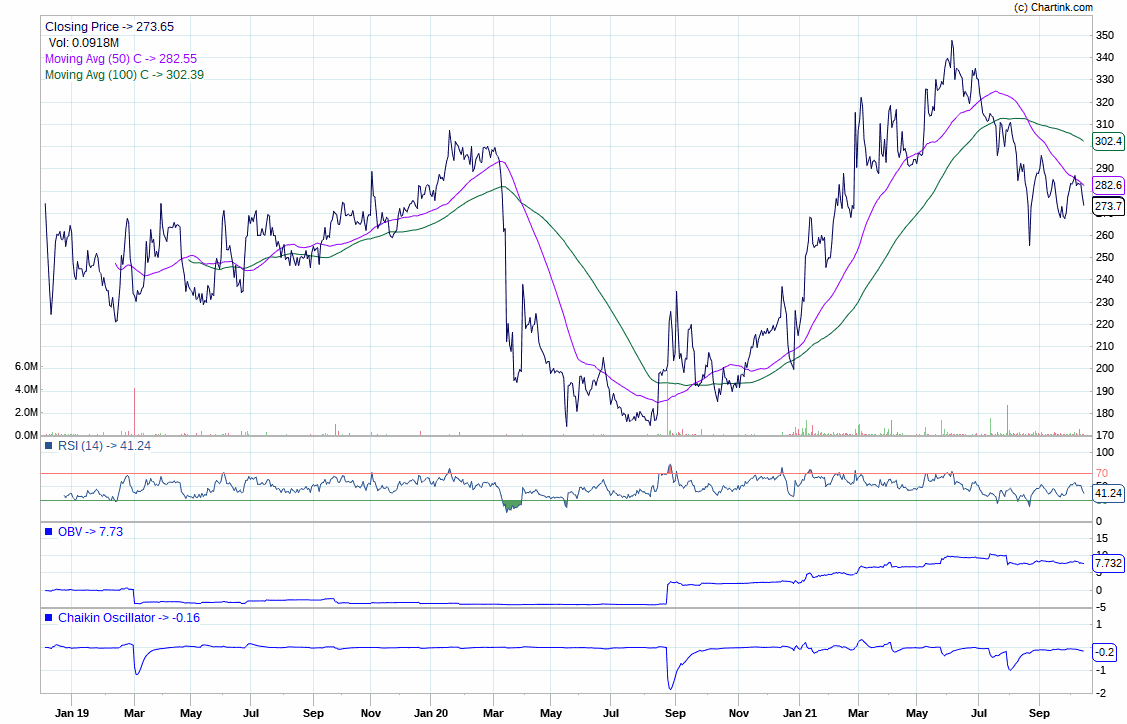 (c) Chartink.com
Closing Price -> 273.65
Vol: 0.0918M
Moving Avg (50) C -> 282.55
Moving Avg (100) C -> 302.39
350
340
330
320
310
302.4
290
282.6
273.7
260
250
240
230
220
210
200
190
180
170
6.0M
4.0M
2.0M
0.0M
RSI (14) -> 41.24
100
70
41.24
0
OBV -> 7.73
15
10
7.732
5
0
-5
Chaikin Oscillator -> -0.16
1
-0.2
-1
-2
Jan 19 Mar May Jul Sep Nov Jan 20 Mar May Jul Sep Nov Jan 21 Mar May Jul Sep